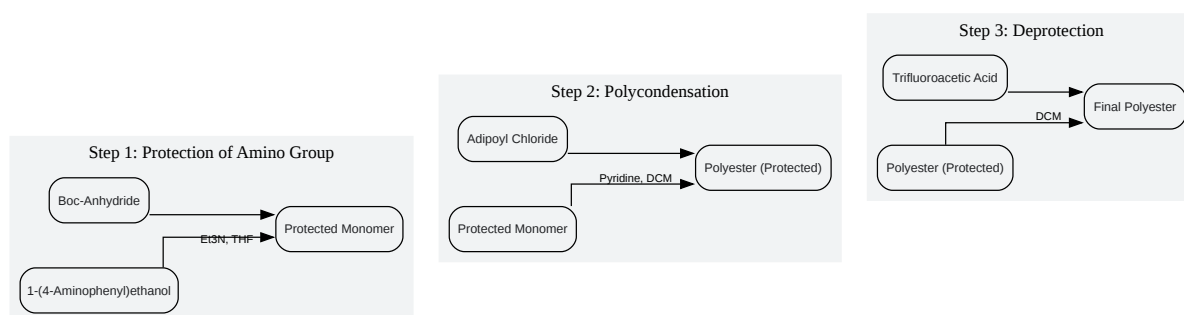 Step 1: Protection of Amino Group
Boc-Anhydride
Protected Monomer
Et3N, THF
1-(4-Aminophenyl)ethanol
Step 2: Polycondensation
Adipoyl Chloride
Polyester (Protected)
Pyridine, DCM
Protected Monomer
Step 3: Deprotection
Trifluoroacetic Acid
Final Polyester
DCM
Polyester (Protected)